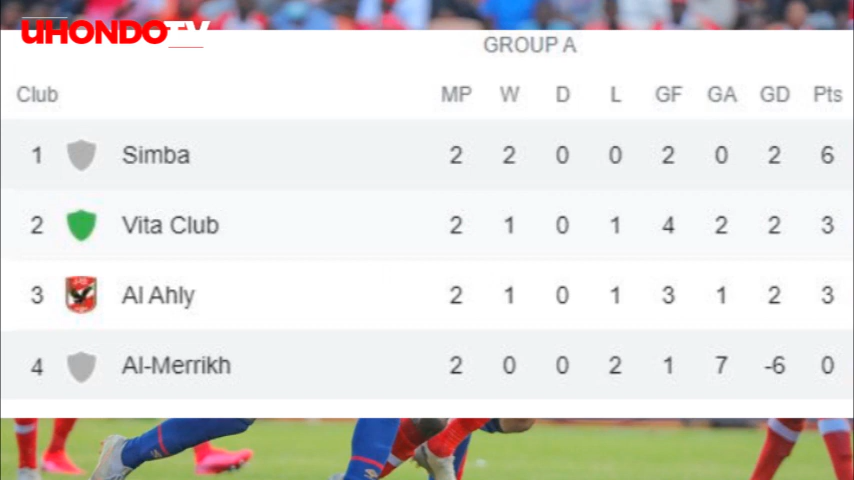 UHONDOTV
GROUP A
Club MP W D L GF GA GD Pts
1 Simba 2 2 0 0 2 0 2 6
2 Vita Club 2 1 0 1 4 2 2 3
3 Al Ahly 2 1 0 1 3 1 2 3
4 Al-Merrikh 2 0 0 2 1 7 -6 0